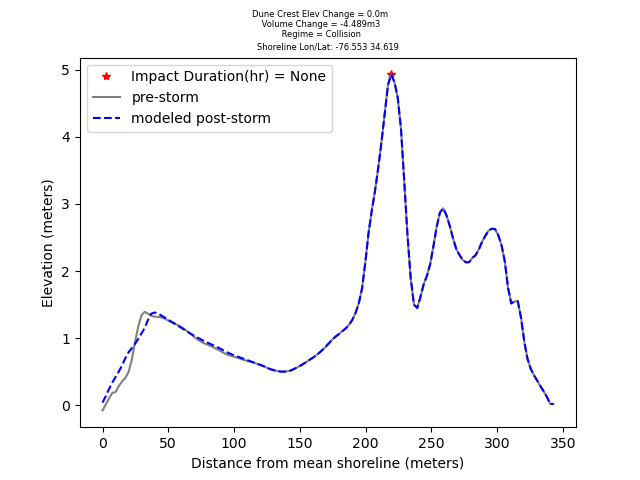 Dune Crest Elev Change = 0.0m
Volume Change = -4.489m3
Regime = Collision
Shoreline Lon/Lat: -76.553 34.619
Impact Duration(hr) = None
pre-storm
modeled post-storm
Elevation (meters)
5
4
3
2
1
0
0 50 100 150 200 250 300 350
Distance from mean shoreline (meters)